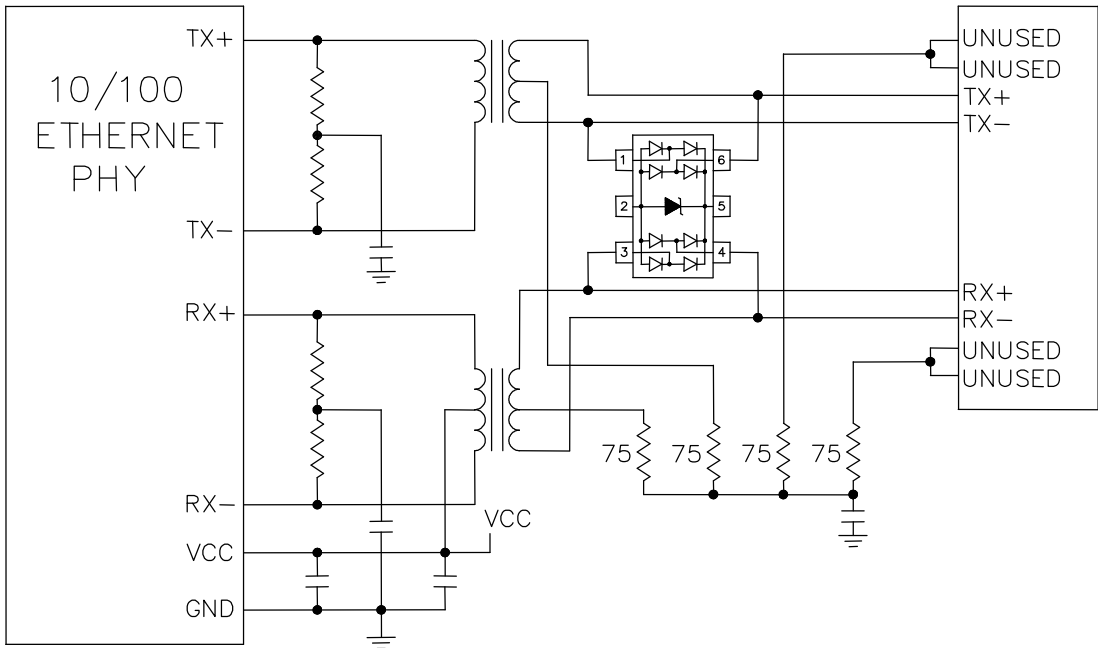 10/100
ETHERNET
PHY
TX+
TX-
RX+
RX-
VCC
GND
VCC
1
2
3
6
5
4
75
75
75
75
UNUSED
UNUSED
TX+
TX-
RX+
RX-
UNUSED
UNUSED